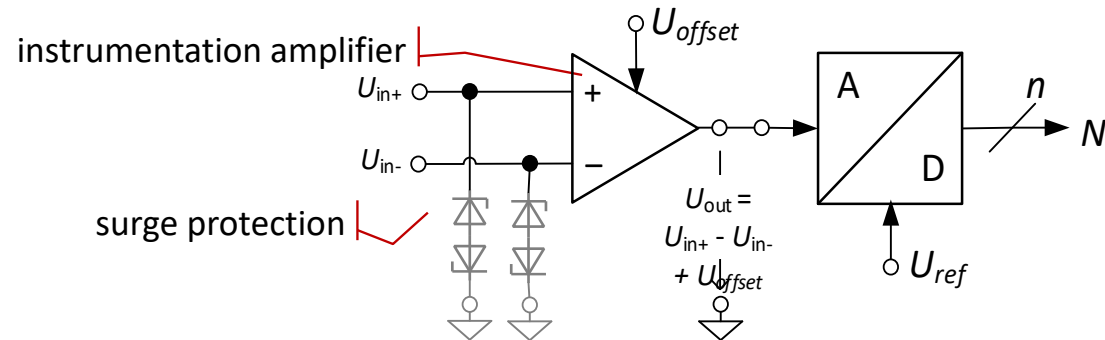 instrumentation amplifier
U_offset
U_in+
+
A
n
N
U_in-
−
D
surge protection
U_out =
U_in+ - U_in-
+ U_offset
U_ref